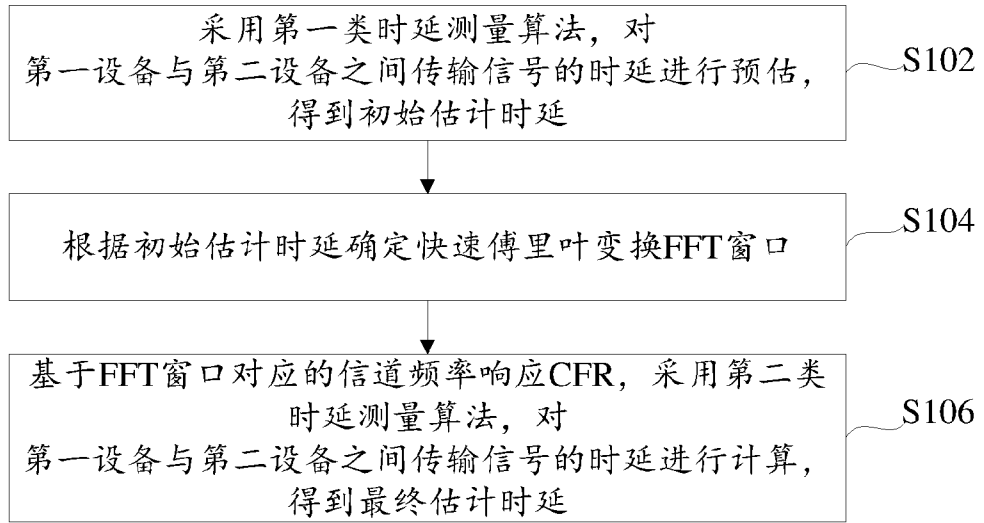 采用第一类时延测量算法，对
第一设备与第二设备之间传输信号的时延进行预估，
得到初始估计时延
S102
根据初始估计时延确定快速傅里叶变换FFT窗口
S104
基于FFT窗口对应的信道频率响应CFR，采用第二类
时延测量算法，对
第一设备与第二设备之间传输信号的时延进行计算，
得到最终估计时延
S106